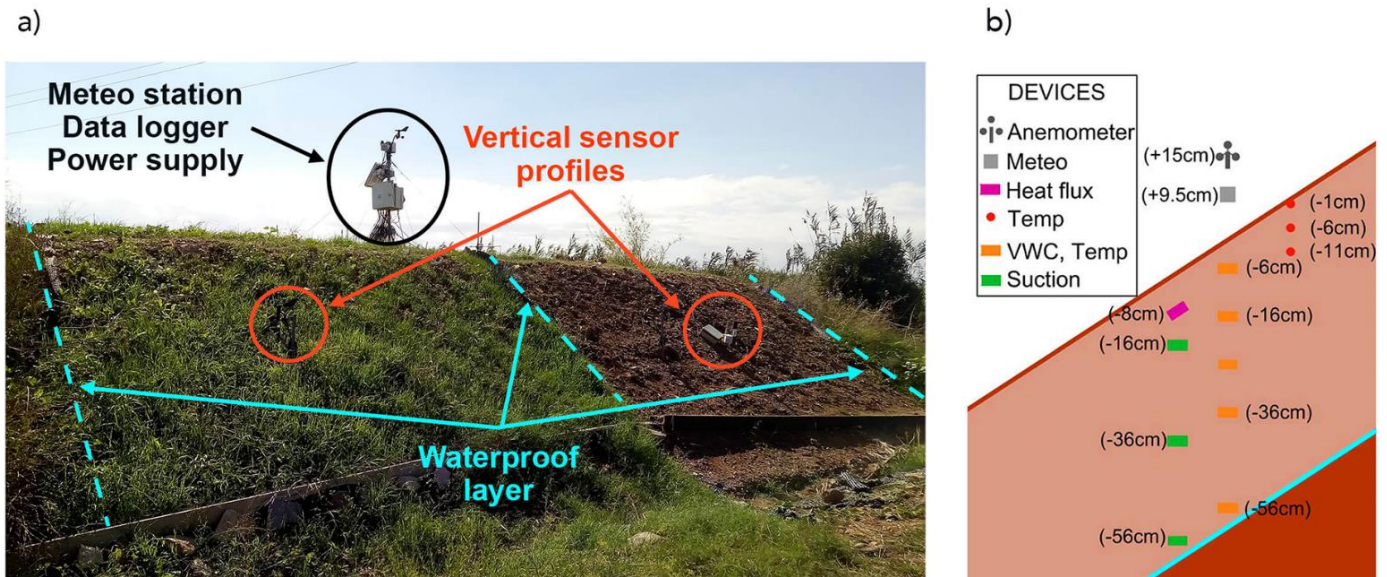 a)
Meteo station
Data logger
Power supply
Vertical sensor
profiles
Waterproof
layer
b)
DEVICES
Anemometer
Meteo
Heat flux
Temp
VWC, Temp
Suction
(+15cm)
(+9.5cm)
(-1cm)
(-6cm)
(-11cm)
(-6cm)
(-8cm)
(-16cm)
(-16cm)
(-36cm)
(-36cm)
(-56cm)
(-56cm)